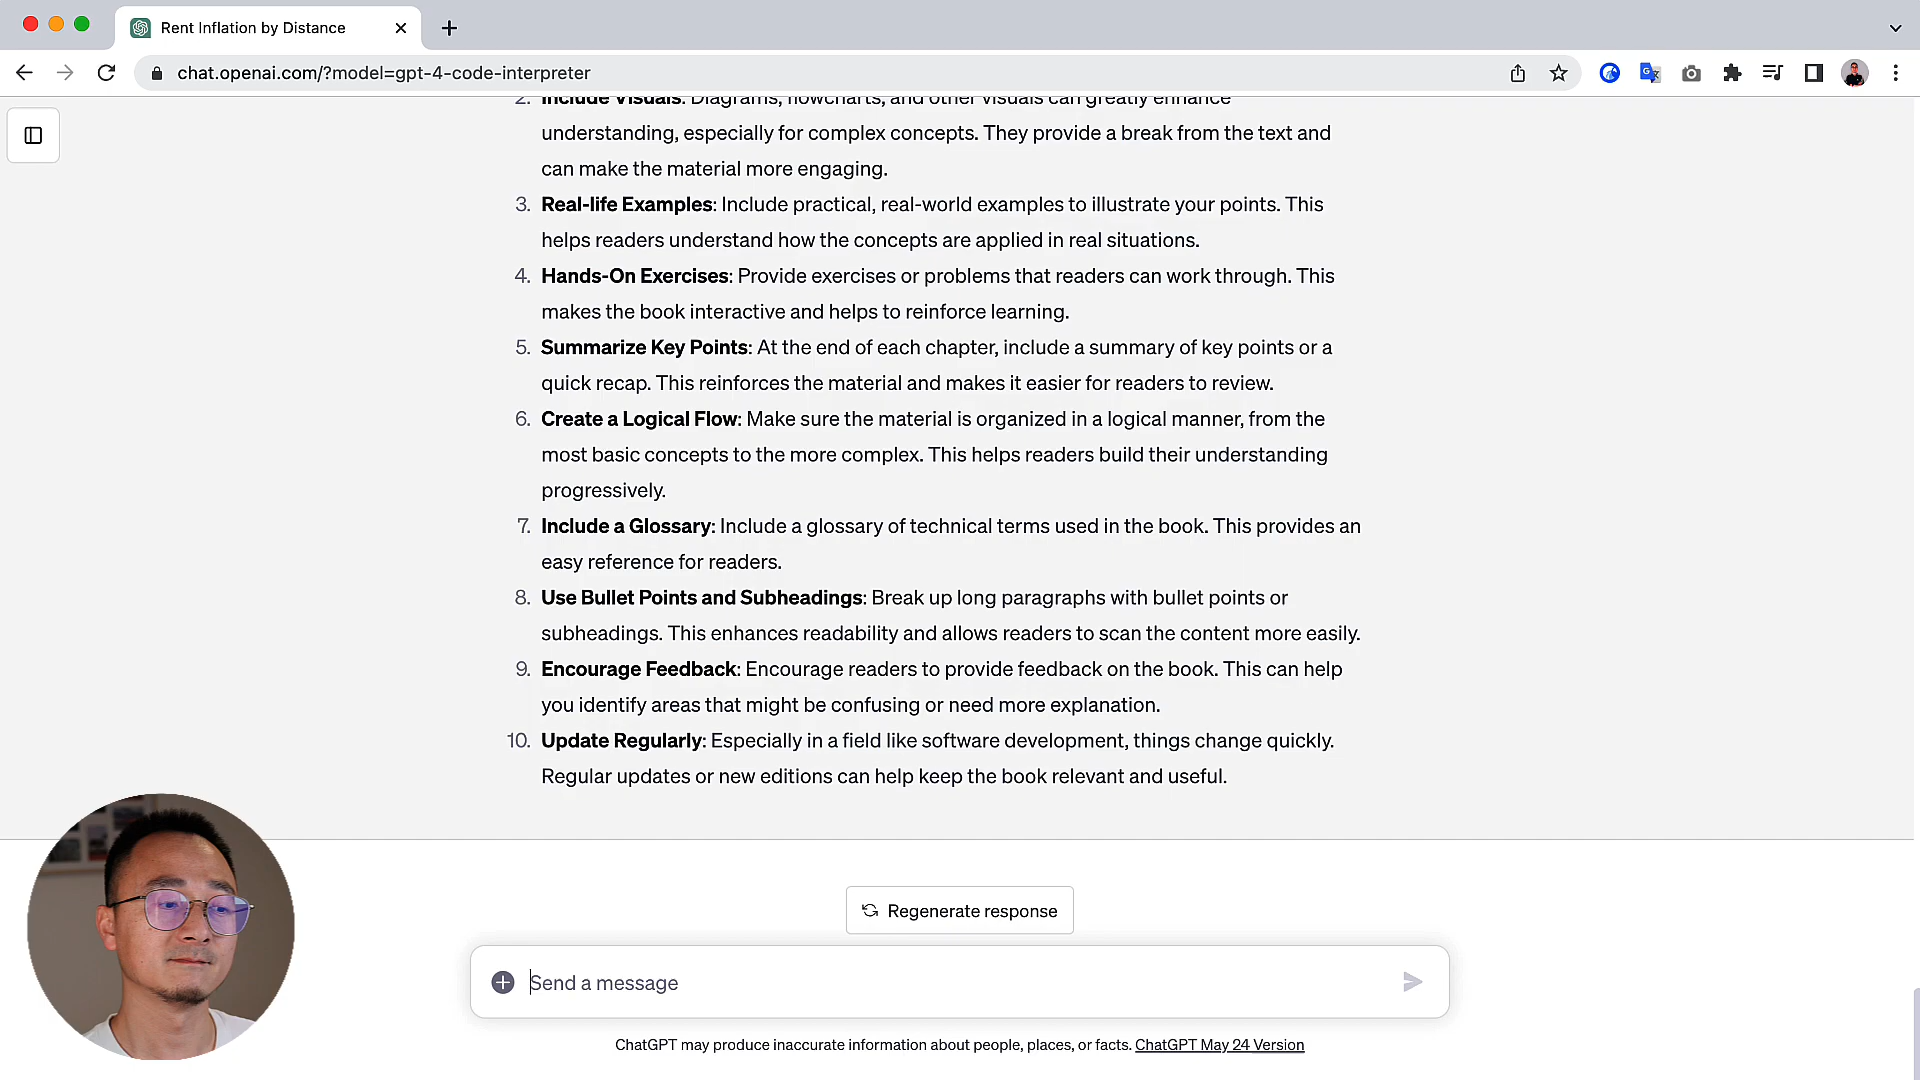 Rent Inflation by Distance
chat.openai.com/?model=gpt-4-code-interpreter
2. Include Visuals: Diagrams, flowcharts, and other visuals can greatly enhance
understanding, especially for complex concepts. They provide a break from the text and
can make the material more engaging.
3. Real-life Examples: Include practical, real-world examples to illustrate your points. This
helps readers understand how the concepts are applied in real situations.
4. Hands-On Exercises: Provide exercises or problems that readers can work through. This
makes the book interactive and helps to reinforce learning.
5. Summarize Key Points: At the end of each chapter, include a summary of key points or a
quick recap. This reinforces the material and makes it easier for readers to review.
6. Create a Logical Flow: Make sure the material is organized in a logical manner, from the
most basic concepts to the more complex. This helps readers build their understanding
progressively.
7. Include a Glossary: Include a glossary of technical terms used in the book. This provides an
easy reference for readers.
8. Use Bullet Points and Subheadings: Break up long paragraphs with bullet points or
subheadings. This enhances readability and allows readers to scan the content more easily.
9. Encourage Feedback: Encourage readers to provide feedback on the book. This can help
you identify areas that might be confusing or need more explanation.
10. Update Regularly: Especially in a field like software development, things change quickly.
Regular updates or new editions can help keep the book relevant and useful.
Regenerate response
Send a message
ChatGPT may produce inaccurate information about people, places, or facts. ChatGPT May 24 Version